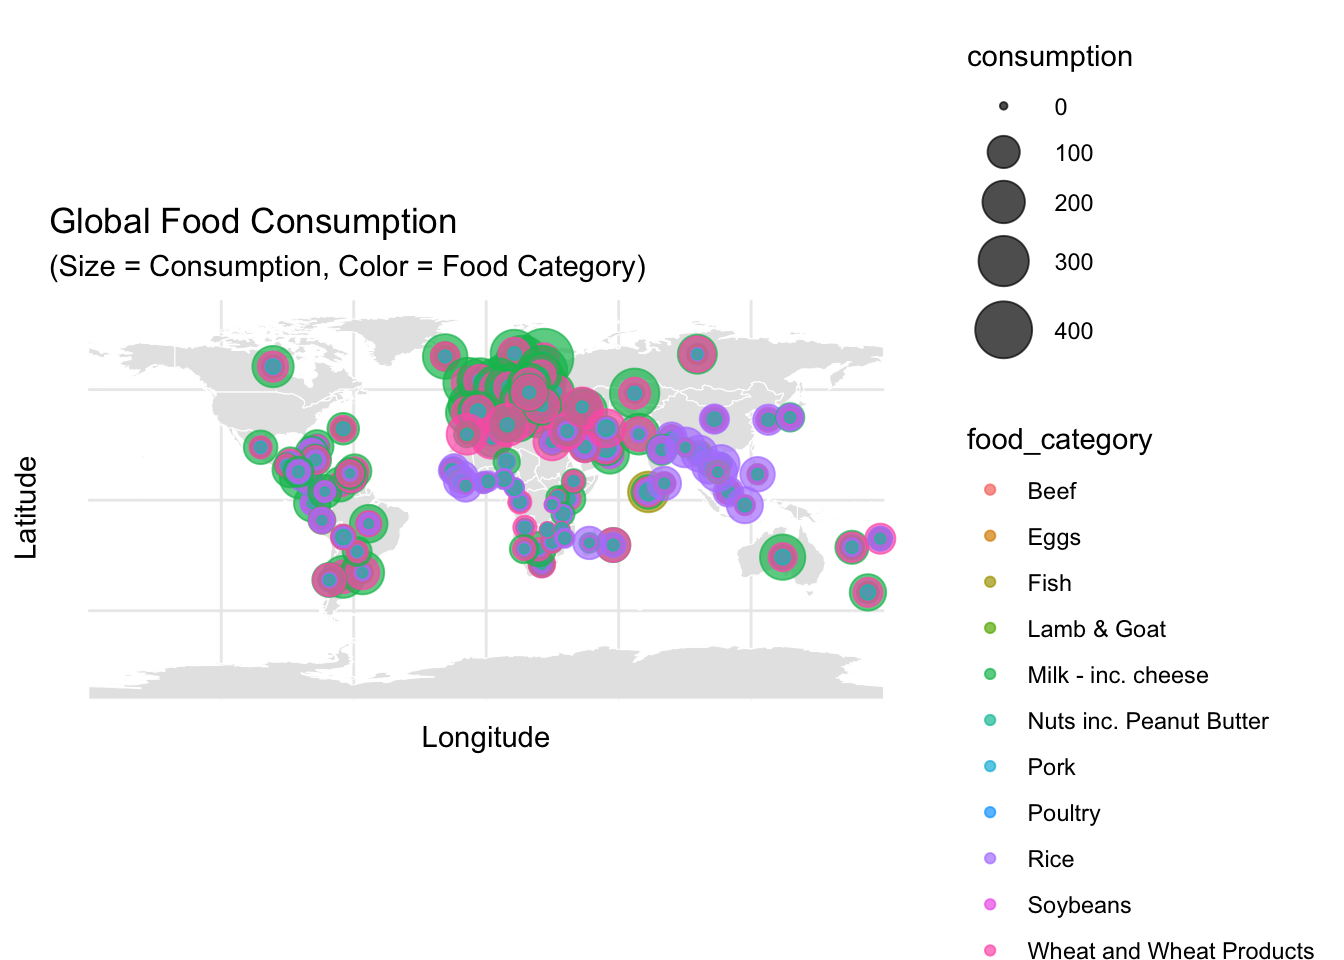 Global Food Consumption
(Size = Consumption, Color = Food Category)
Latitude
Longitude
consumption
0
100
200
300
400
food_category
Beef
Eggs
Fish
Lamb & Goat
Milk - inc. cheese
Nuts inc. Peanut Butter
Pork
Poultry
Rice
Soybeans
Wheat and Wheat Products